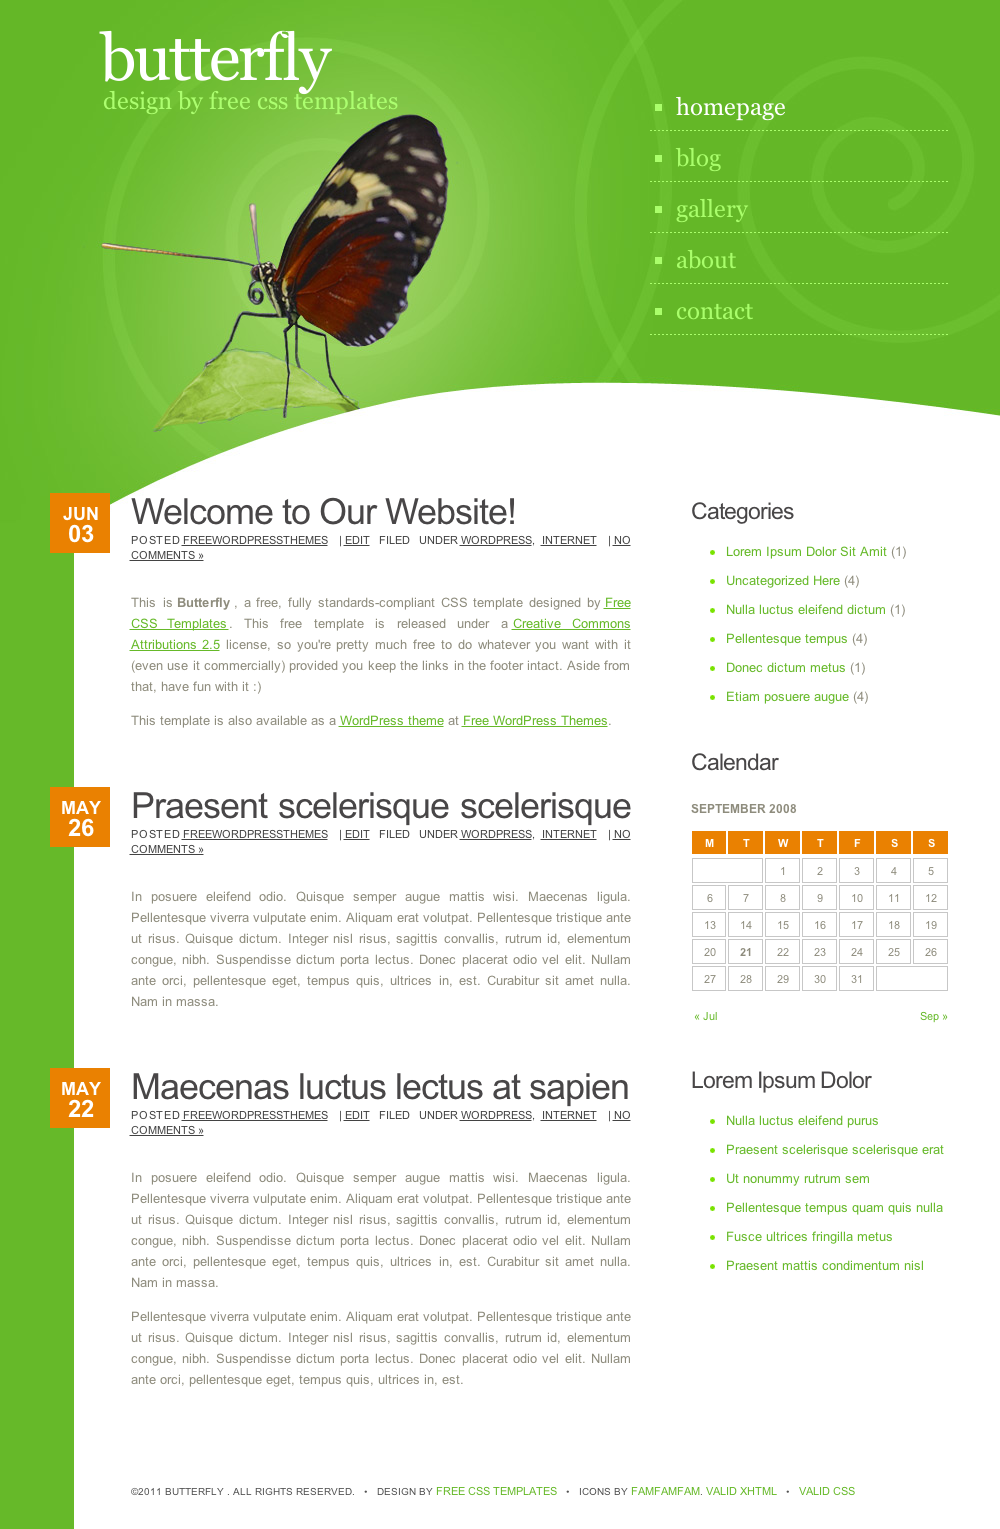 butterfly
design by free css templates
homepage
blog
gallery
about
contact
JUN
03
Welcome to Our Website!
POSTED FREEWORDPRESSTHEMES | EDIT FILED UNDER WORDPRESS, INTERNET | NO
COMMENTS »
This is Butterfly , a free, fully standards-compliant CSS template designed by Free
CSS Templates. This free template is released under a Creative Commons
Attributions 2.5 license, so you're pretty much free to do whatever you want with it
(even use it commercially) provided you keep the links in the footer intact. Aside from
that, have fun with it :)
This template is also available as a WordPress theme at Free WordPress Themes.
MAY
26
Praesent scelerisque scelerisque
POSTED FREEWORDPRESSTHEMES | EDIT FILED UNDER WORDPRESS, INTERNET | NO
COMMENTS »
In posuere eleifend odio. Quisque semper augue mattis wisi. Maecenas ligula.
Pellentesque viverra vulputate enim. Aliquam erat volutpat. Pellentesque tristique ante
ut risus. Quisque dictum. Integer nisl risus, sagittis convallis, rutrum id, elementum
congue, nibh. Suspendisse dictum porta lectus. Donec placerat odio vel elit. Nullam
ante orci, pellentesque eget, tempus quis, ultrices in, est. Curabitur sit amet nulla.
Nam in massa.
MAY
22
Maecenas luctus lectus at sapien
POSTED FREEWORDPRESSTHEMES | EDIT FILED UNDER WORDPRESS, INTERNET | NO
COMMENTS »
In posuere eleifend odio. Quisque semper augue mattis wisi. Maecenas ligula.
Pellentesque viverra vulputate enim. Aliquam erat volutpat. Pellentesque tristique ante
ut risus. Quisque dictum. Integer nisl risus, sagittis convallis, rutrum id, elementum
congue, nibh. Suspendisse dictum porta lectus. Donec placerat odio vel elit. Nullam
ante orci, pellentesque eget, tempus quis, ultrices in, est. Curabitur sit amet nulla.
Nam in massa.
Pellentesque viverra vulputate enim. Aliquam erat volutpat. Pellentesque tristique ante
ut risus. Quisque dictum. Integer nisl risus, sagittis convallis, rutrum id, elementum
congue, nibh. Suspendisse dictum porta lectus. Donec placerat odio vel elit. Nullam
ante orci, pellentesque eget, tempus quis, ultrices in, est.
Categories
Lorem Ipsum Dolor Sit Amit (1)
Uncategorized Here (4)
Nulla luctus eleifend dictum (1)
Pellentesque tempus (4)
Donec dictum metus (1)
Etiam posuere augue (4)
Calendar
SEPTEMBER 2008
M T W T F S S
1 2 3 4 5
6 7 8 9 10 11 12
13 14 15 16 17 18 19
20 21 22 23 24 25 26
27 28 29 30 31
« Jul Sep »
Lorem Ipsum Dolor
Nulla luctus eleifend purus
Praesent scelerisque scelerisque erat
Ut nonummy rutrum sem
Pellentesque tempus quam quis nulla
Fusce ultrices fringilla metus
Praesent mattis condimentum nisl
©2011 BUTTERFLY . ALL RIGHTS RESERVED. • DESIGN BY FREE CSS TEMPLATES • ICONS BY FAMFAMFAM. VALID XHTML • VALID CSS